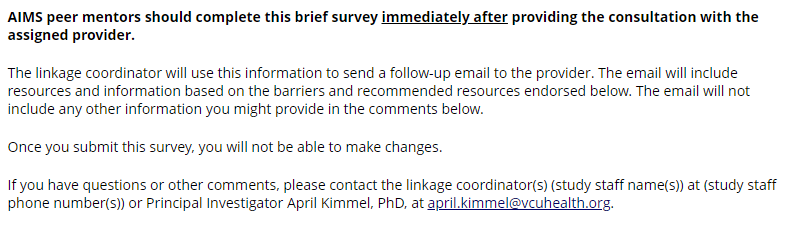 AIMS peer mentors should complete this brief survey immediately after providing the consultation with the
assigned provider.
The linkage coordinator will use this information to send a follow-up email to the provider. The email will include
resources and information based on the barriers and recommended resources endorsed below. The email will not
include any other information you might provide in the comments below.
Once you submit this survey, you will not be able to make changes.
If you have questions or other comments, please contact the linkage coordinator(s) (study staff name(s)) at (study staff
phone number(s)) or Principal Investigator April Kimmel, PhD, at april.kimmel@vcuhealth.org.